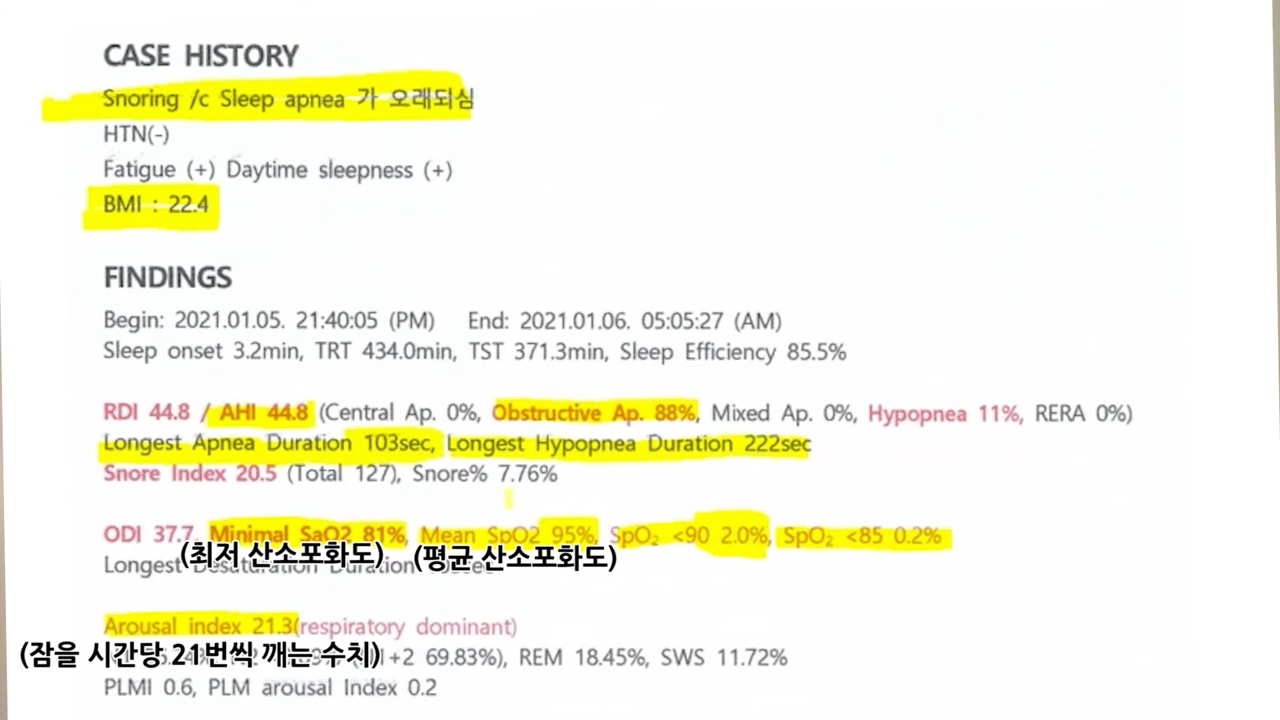 CASE HISTORY
Snoring /c Sleep apnea 가 오래되심
HTN(-)
Fatigue (+) Daytime sleepness (+)
BMI : 22.4
FINDINGS
Begin: 2021.01.05. 21:40:05 (PM) End: 2021.01.06. 05:05:27 (AM)
Sleep onset 3.2min, TRT 434.0min, TST 371.3min, Sleep Efficiency 85.5%
RDI 44.8 / AHI 44.8 (Central Ap. 0%, Obstructive Ap. 88%, Mixed Ap. 0%, Hypopnea 11%, RERA 0%)
Longest Apnea Duration 103sec, Longest Hypopnea Duration 222sec
Snore Index 20.5 (Total 127), Snore% 7.76%
ODI 37.7, Minimal SaO2 81%, Mean SpO2 95%, SpO₂ <90 2.0%, SpO₂ <85 0.2%
(최저 산소포화도) (평균 산소포화도)
Longest Desaturation Duration
Arousal index 21.3(respiratory dominant)
(잠을 시간당 21번씩 깨는 수치)
+2 69.83%), REM 18.45%, SWS 11.72%
PLMI 0.6, PLM arousal Index 0.2